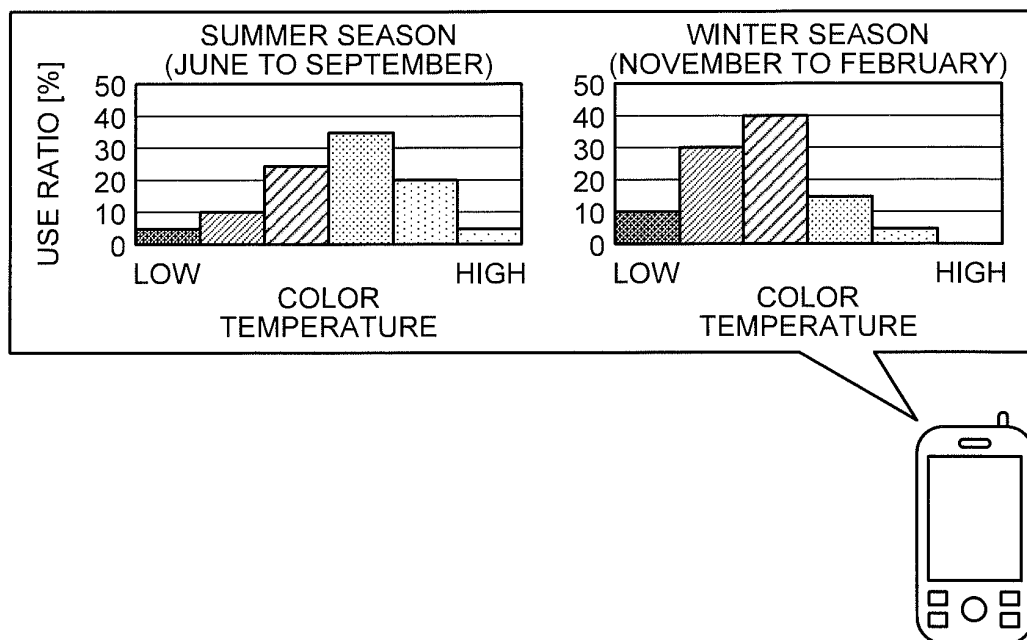 SUMMER SEASON
(JUNE TO SEPTEMBER)
USE RATIO [%]
50
40
30
20
10
0
LOW HIGH
COLOR
TEMPERATURE
WINTER SEASON
(NOVEMBER TO FEBRUARY)
50
40
30
20
10
0
LOW HIGH
COLOR
TEMPERATURE